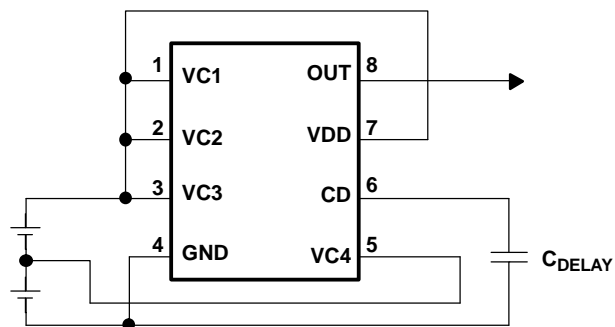 1 VC1 OUT 8
2 VC2 VDD 7
3 VC3 CD 6
4 GND VC4 5
CDELAY